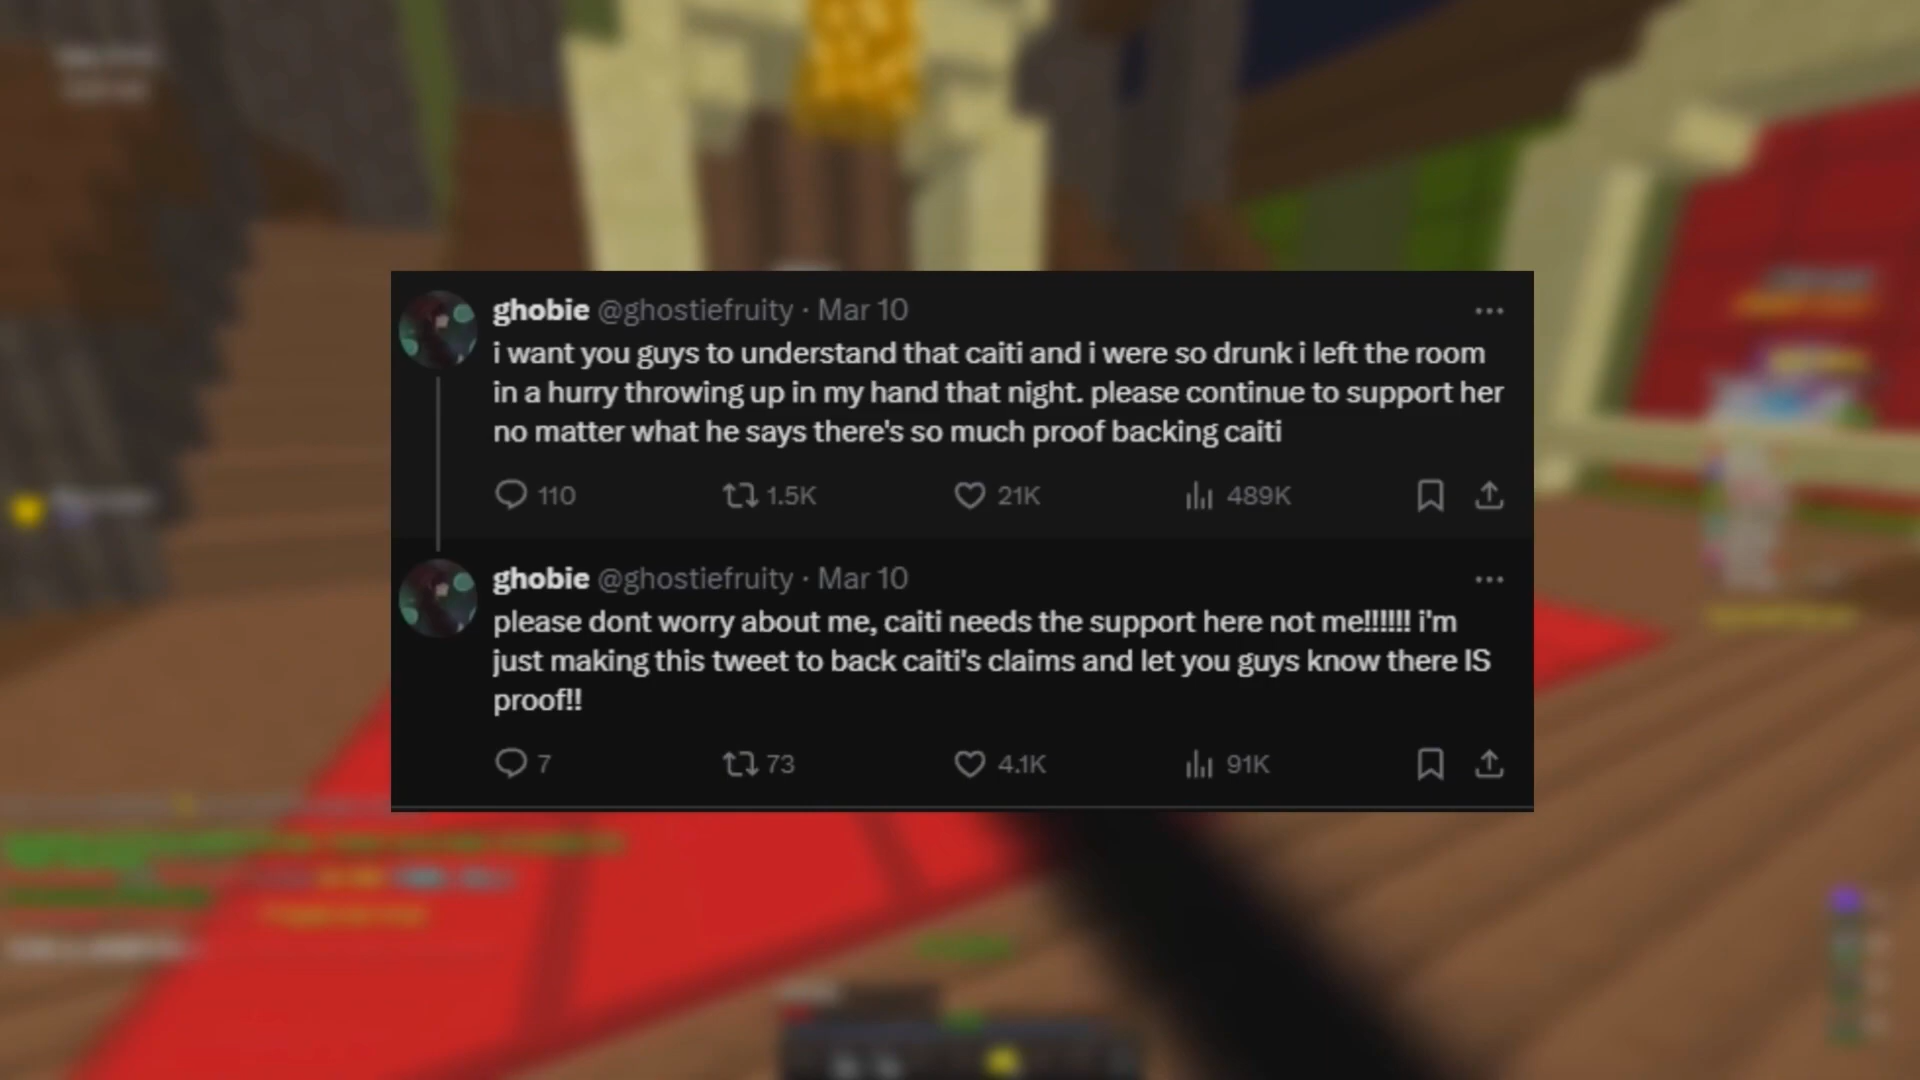 ghobie @ghostiefruity · Mar 10
i want you guys to understand that caiti and i were so drunk i left the room
in a hurry throwing up in my hand that night. please continue to support her
no matter what he says there's so much proof backing caiti
110 1.5K 21K 489K
ghobie @ghostiefruity · Mar 10
please dont worry about me, caiti needs the support here not me!!!!!! i'm
just making this tweet to back caiti's claims and let you guys know there IS
proof!!
7 73 4.1K 91K